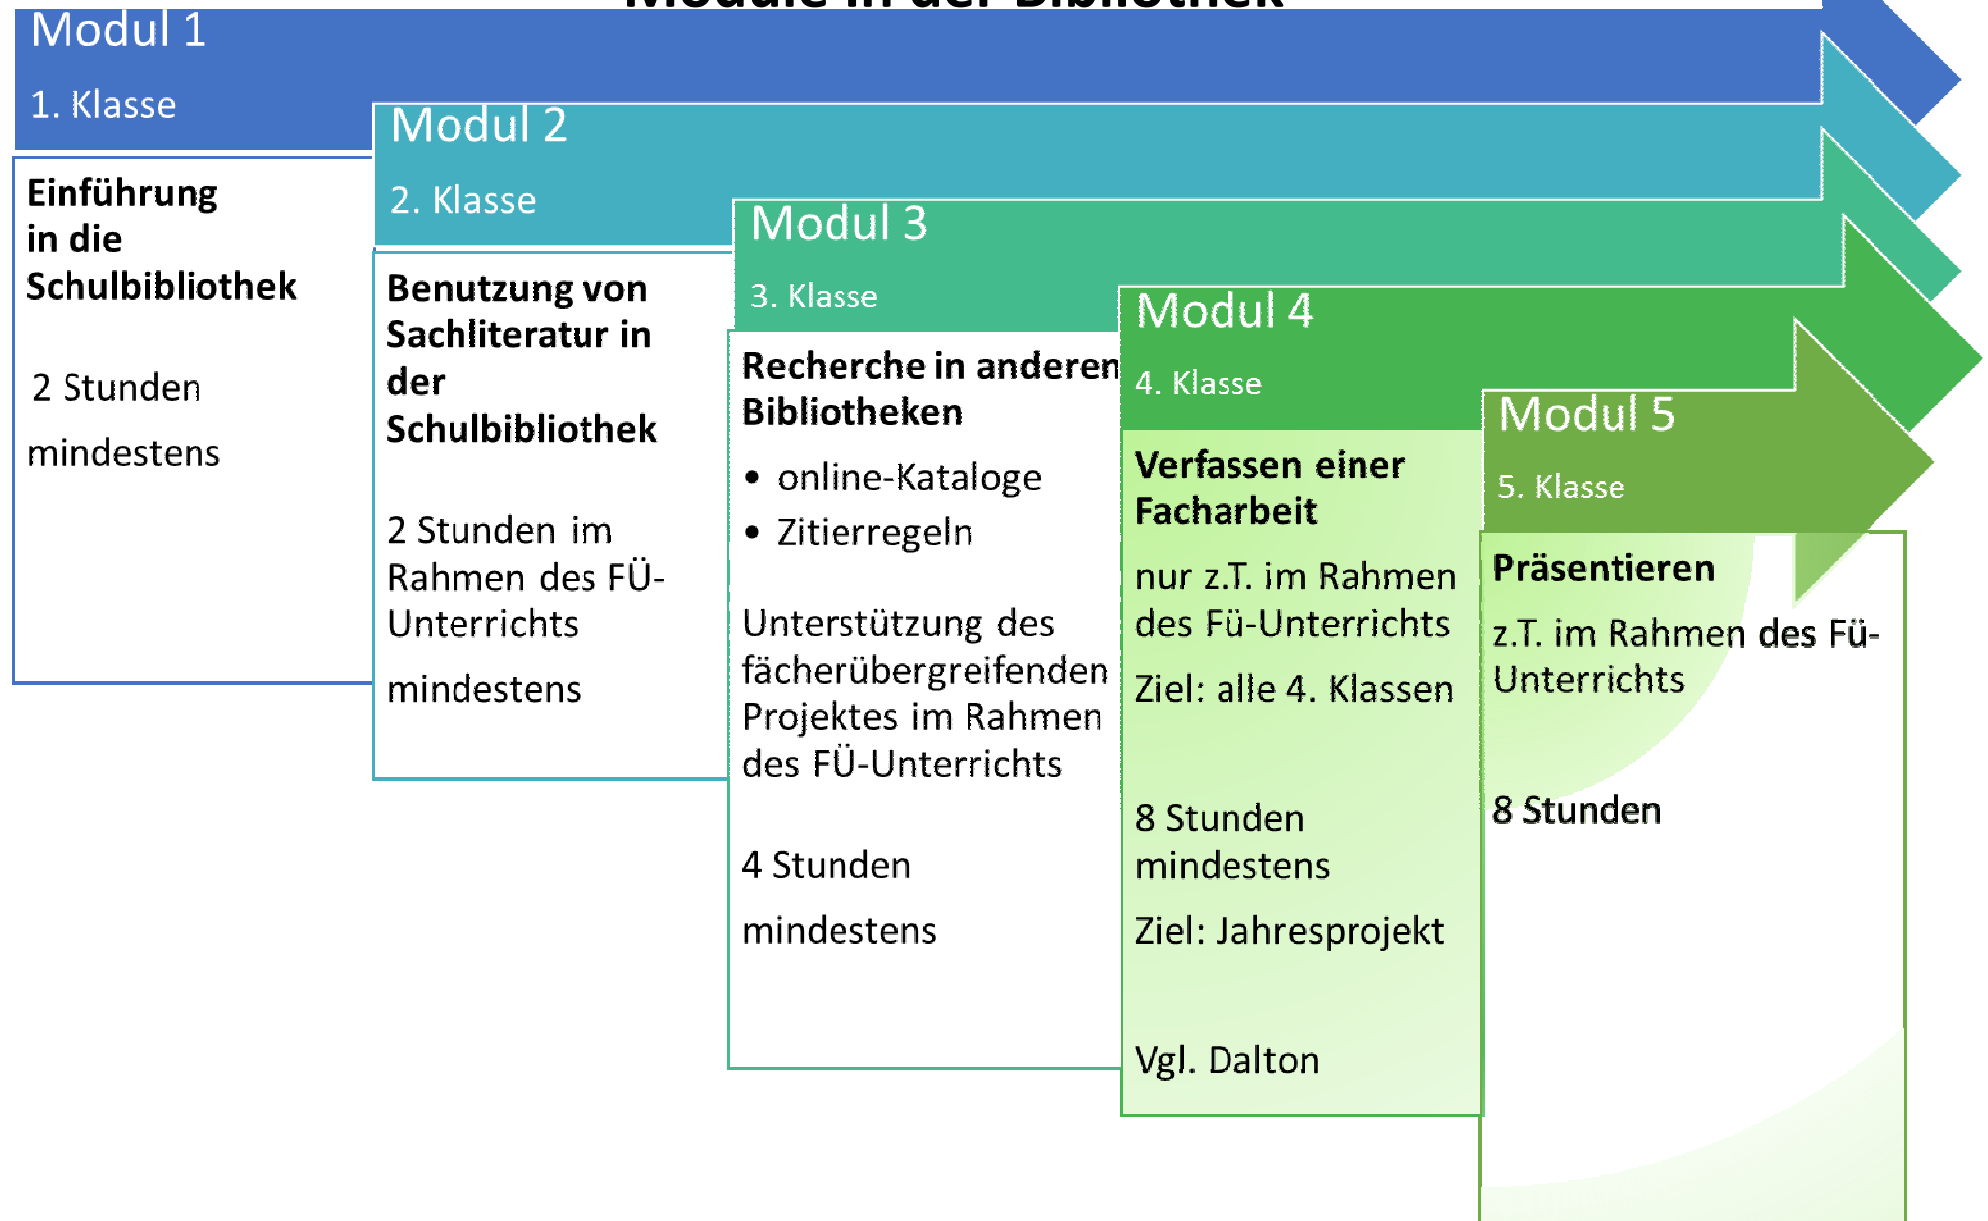 Module in der Bibliothek
Modul 1
1. Klasse
Einführung
in die
Schulbibliothek
2 Stunden
mindestens
Modul 2
2. Klasse
Benutzung von
Sachliteratur in
der
Schulbibliothek
2 Stunden im
Rahmen des FÜ-
Unterrichts
mindestens
Modul 3
3. Klasse
Recherche in anderen
Bibliotheken
• online-Kataloge
• Zitierregeln
Unterstützung des
fächerübergreifenden
Projektes im Rahmen
des FÜ-Unterrichts
4 Stunden
mindestens
Modul 4
4. Klasse
Verfassen einer
Facharbeit
nur z.T. im Rahmen
des Fü-Unterrichts
Ziel: alle 4. Klassen
8 Stunden
mindestens
Ziel: Jahresprojekt
Vgl. Dalton
Modul 5
5. Klasse
Präsentieren
z.T. im Rahmen des Fü-
Unterrichts
8 Stunden